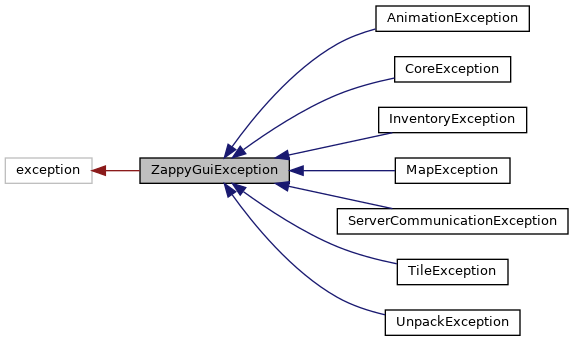 AnimationException
CoreException
InventoryException
exception
ZappyGuiException
MapException
ServerCommunicationException
TileException
UnpackException